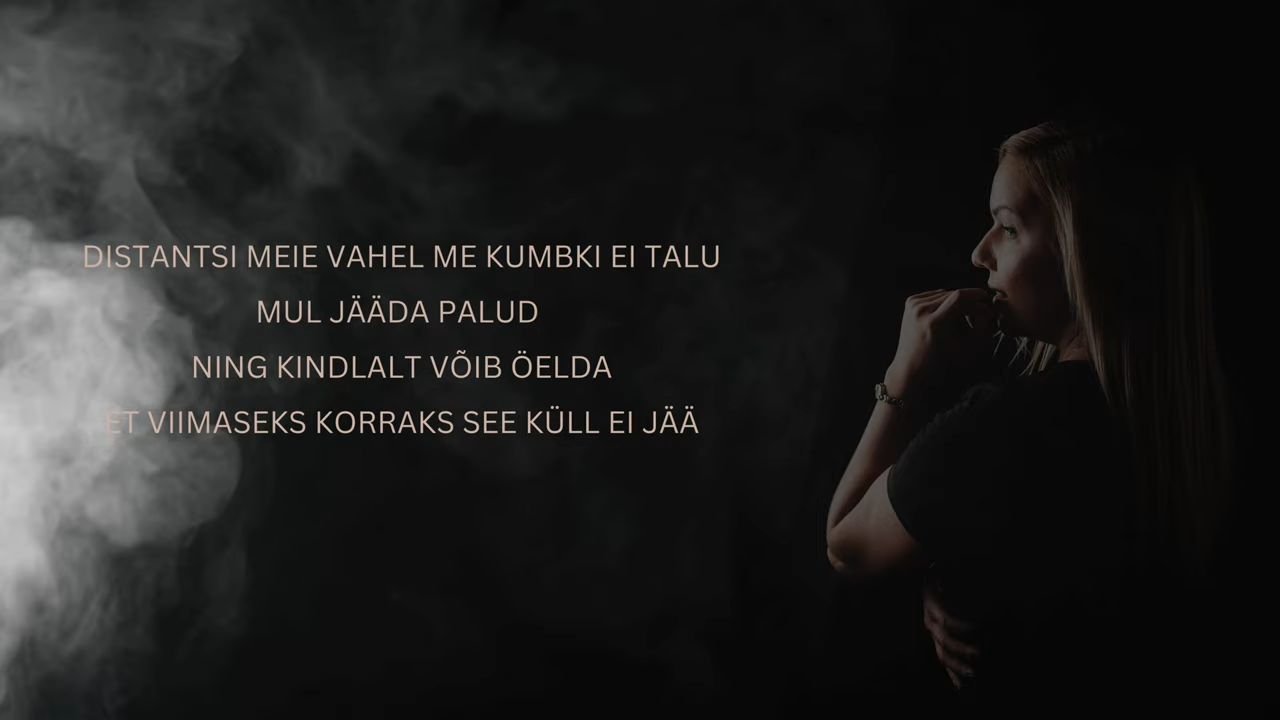 DISTANTSI MEIE VAHEL ME KUMBKI EI TALU
MUL JÄÄDA PALUD
NING KINDLALT VÕIB ÖELDA
ET VIIMASEKS KORRAKS SEE KÜLL EI JÄÄ